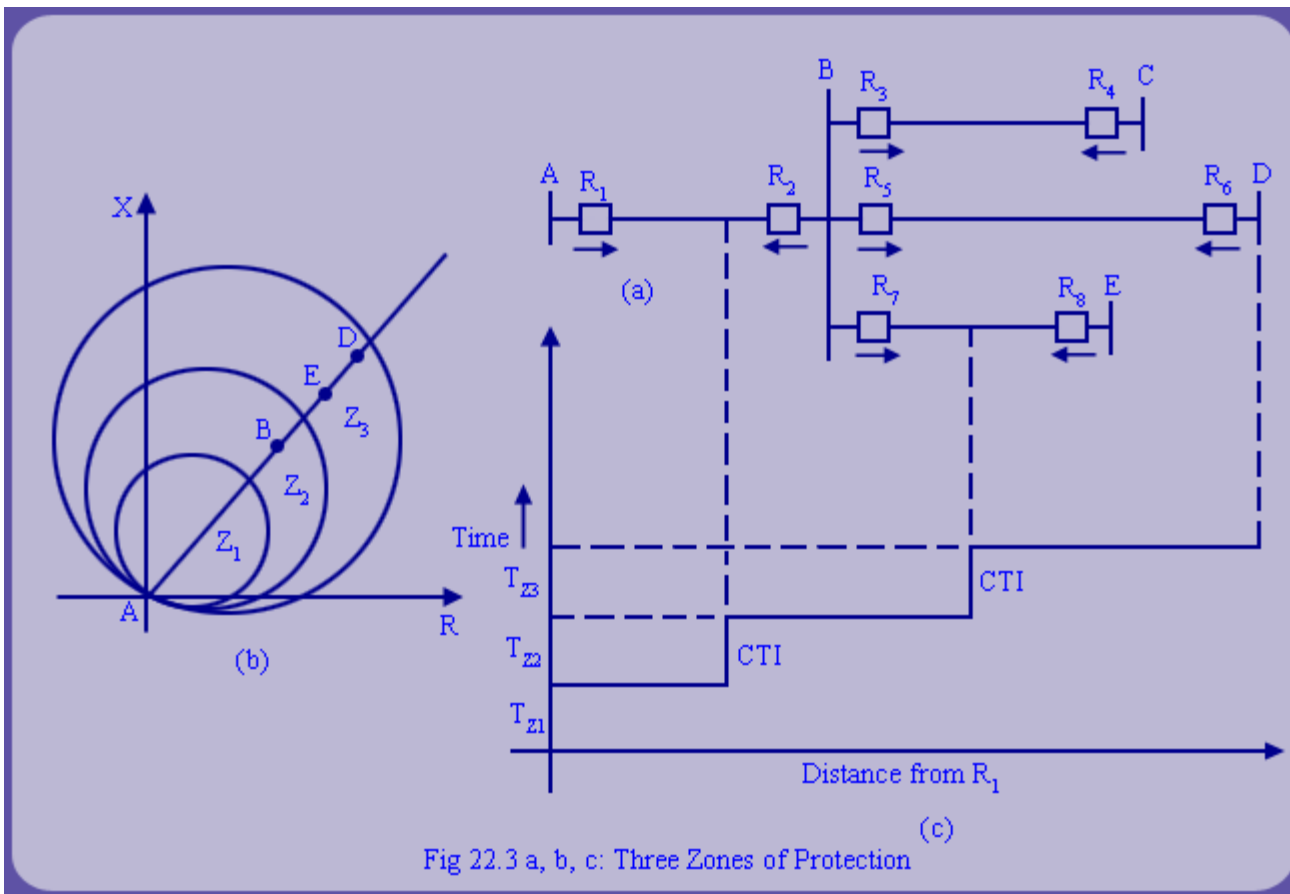 B
R3
R4
C
A
R1
R2
R5
R6
D
(a)
R7
R8
E
X
D
E
Z3
B
Z2
Z1
A
R
(b)
Time
TZ3
CTI
TZ2
CTI
TZ1
Distance from R1
(c)
Fig 22.3 a, b, c: Three Zones of Protection